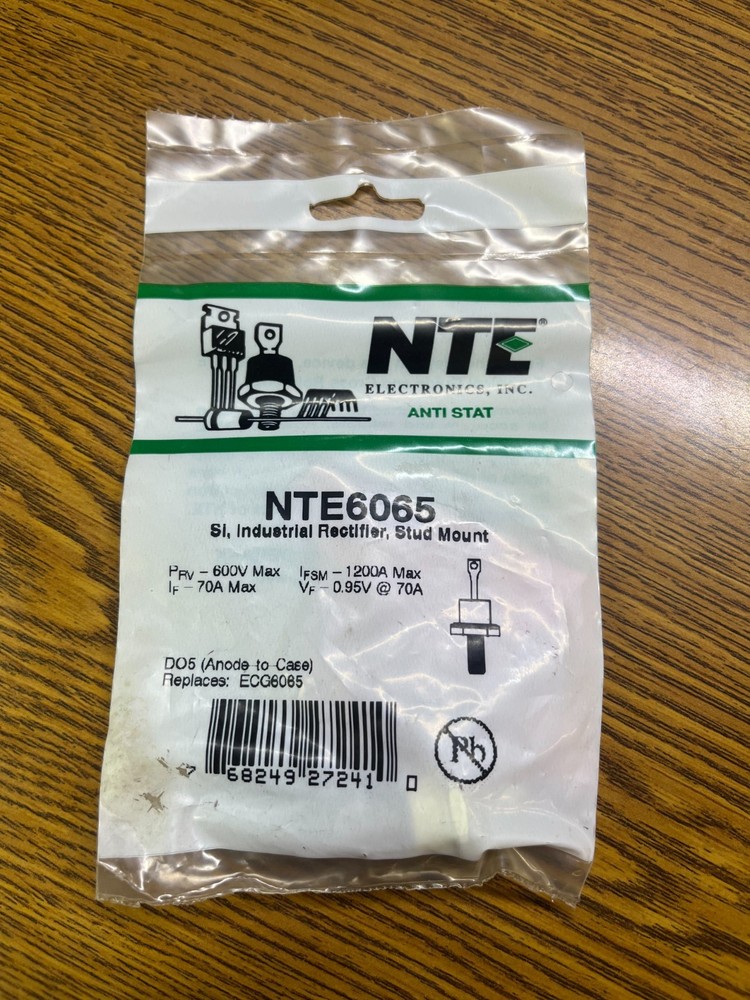 NTE®
ELECTRONICS, INC.
ANTI STAT
NTE6065
Si, Industrial Rectifier, Stud Mount
PRV – 600V Max IFSM – 1200A Max
IF – 70A Max VF – 0.95V @ 70A
DO5 (Anode to Case)
Replaces: ECG6065
68249 27241
Pb